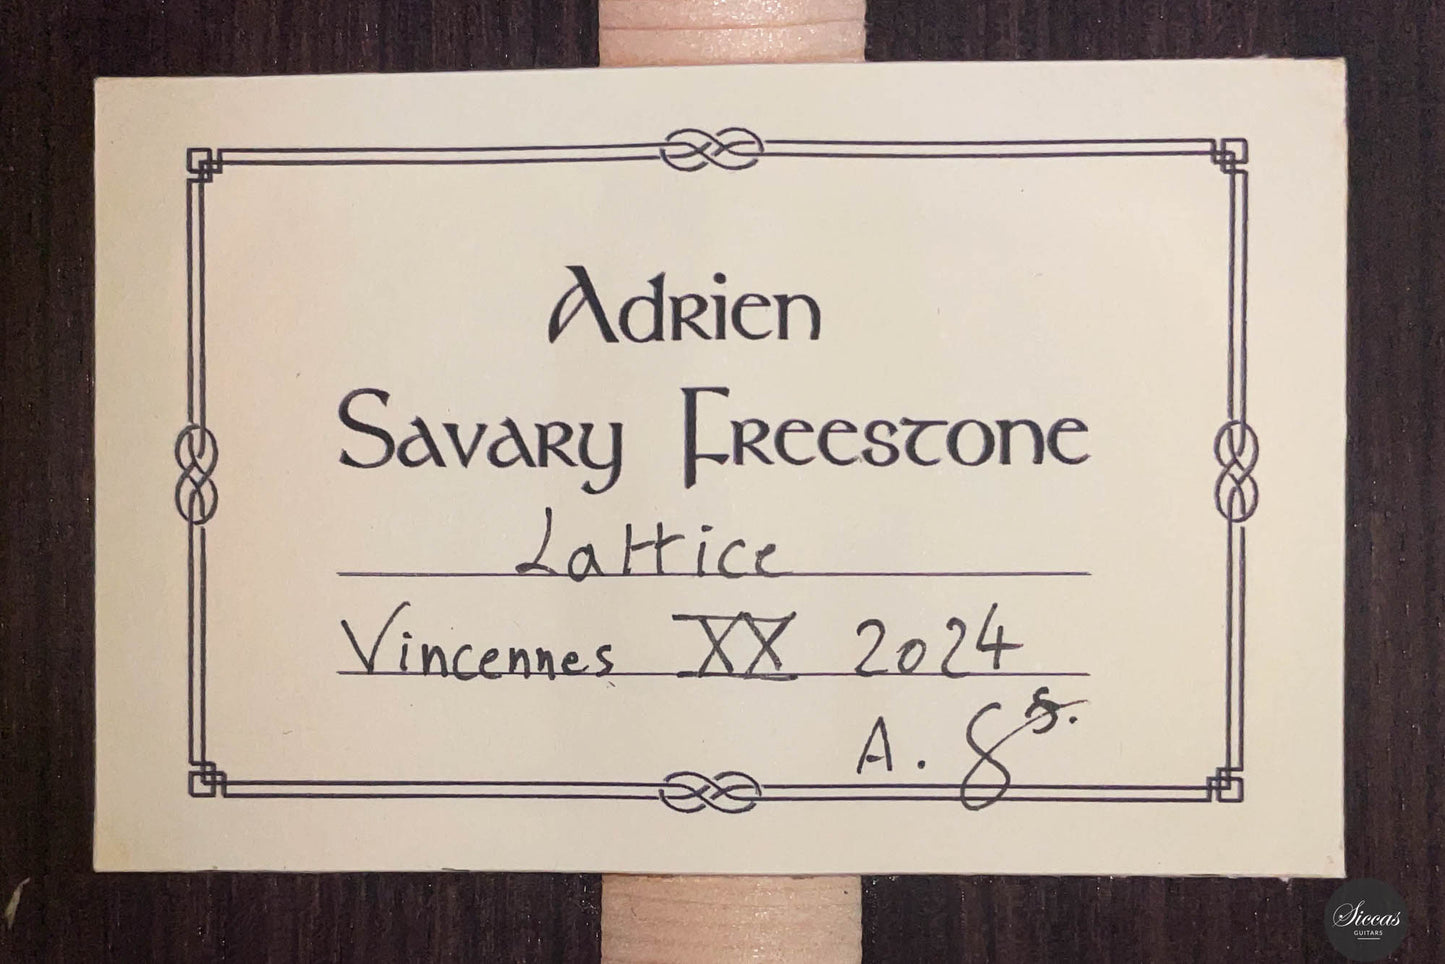 Adrien
Savary Freestone
Lattice
Vincennes XX 2024
A. S
Siccas
GUITARS